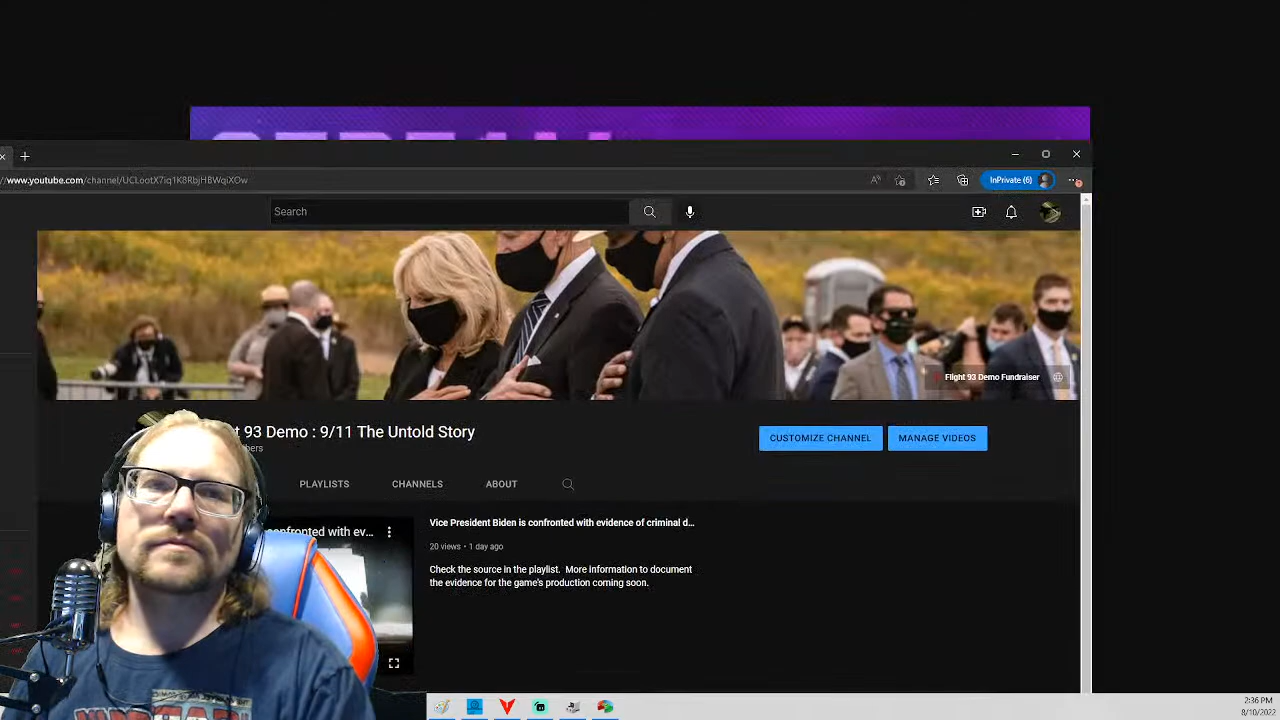 STREAM
www.youtube.com/channel/UCLootX7iq1K8RbjHBWqiXOw
InPrivate (6)
Search
Flight 93 Demo Fundraiser
93 Demo : 9/11 The Untold Story
CUSTOMIZE CHANNEL
MANAGE VIDEOS
PLAYLISTS
CHANNELS
ABOUT
confronted with ev...
Vice President Biden is confronted with evidence of criminal d...
20 views • 1 day ago
Check the source in the playlist. More information to document
the evidence for the game's production coming soon.
2:36 PM
8/10/2022